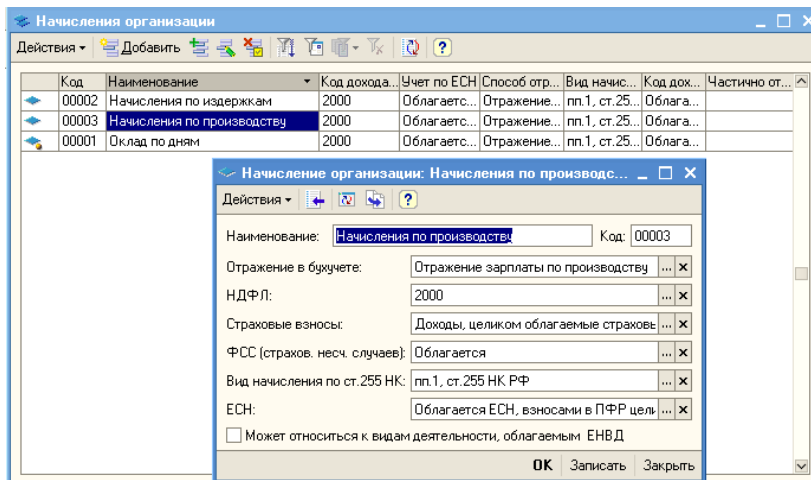 Начисления организации
Действия Добавить
Код Наименование Код дохода... Учет по ЕСН Способ отр... Вид начис... Код дох... Частично от...
00002 Начисления по издержкам 2000 Облагаетс... Отражение... пп.1, ст.25... Облага...
00003 Начисления по производству 2000 Облагаетс... Отражение... пп.1, ст.25... Облага...
00001 Оклад по дням 2000 Облагаетс... Отражение... пп.1, ст.25... Облага...
Начисление организации: Начисления по производс...
Действия
Наименование: Начисления по производству Код: 00003
Отражение в бухучете: Отражение зарплаты по производству ...
НДФЛ: 2000 ...
Страховые взносы: Доходы, целиком облагаемые страховы ...
ФСС (страхов. несч. случаев): Облагается ...
Вид начисления по ст.255 НК: пп.1, ст.255 НК РФ ...
ЕСН: Облагается ЕСН, взносами в ПФР цели ...
Может относиться к видам деятельности, облагаемым ЕНВД
OK Записать Закрыть